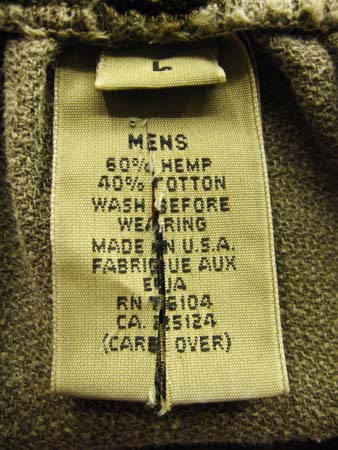 L
MENS
60% HEMP
40% COTTON
WASH BEFORE
WEARING
MADE IN U.S.A.
FABRIQUE AUX
RN
CA.
(CARE OVER)